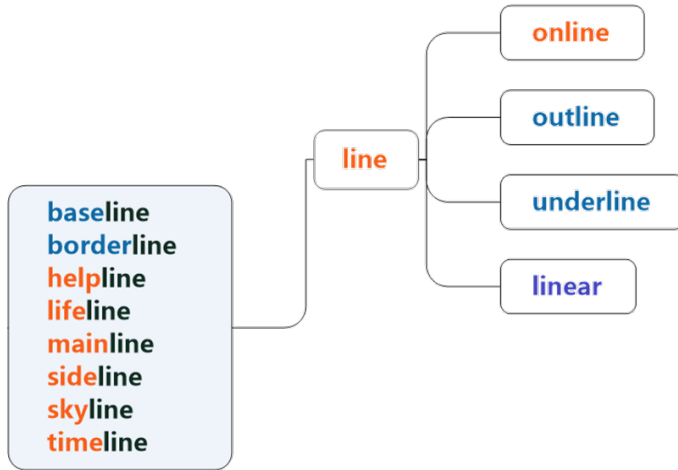 online
outline
line
underline
baseline
borderline
helpline
lifeline
mainline
sideline
skyline
timeline
linear